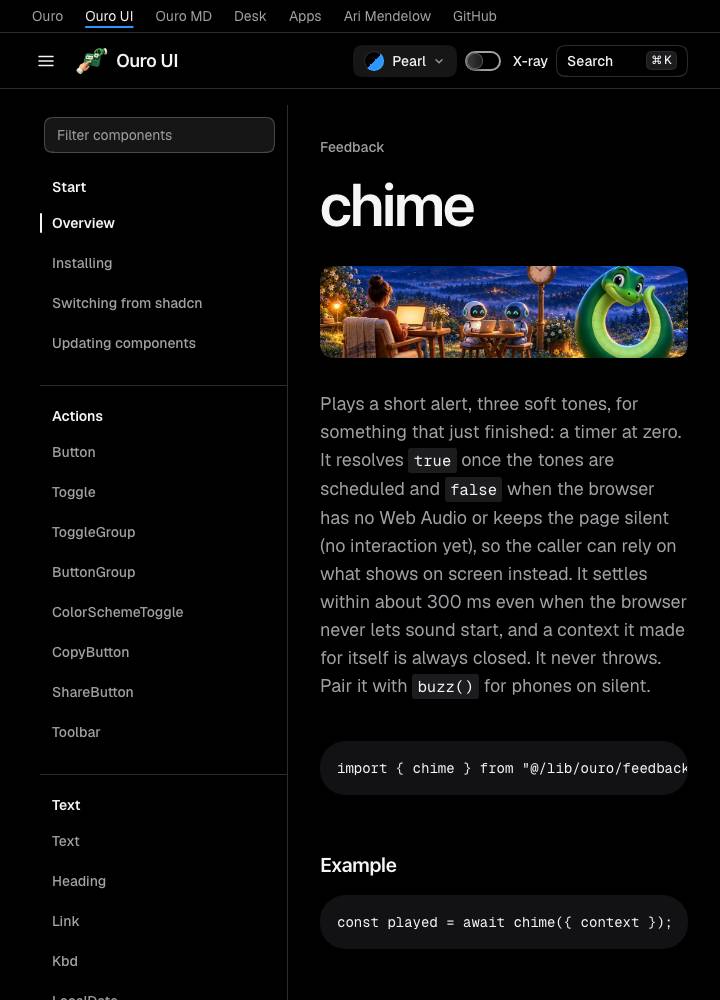 Ouro
Ouro UI
Ouro MD
Desk
Apps
Ari Mendelow
GitHub
Ouro UI
Pearl
X-ray
Search
⌘ K
Filter components
Start
Overview
Installing
Switching from shadcn
Updating components
Actions
Button
Toggle
ToggleGroup
ButtonGroup
ColorSchemeToggle
CopyButton
ShareButton
Toolbar
Text
Text
Heading
Link
Kbd
LocalDate
Feedback
chime
Plays a short alert, three soft tones, for
something that just finished: a timer at zero.
It resolves true once the tones are
scheduled and false when the browser
has no Web Audio or keeps the page silent
(no interaction yet), so the caller can rely on
what shows on screen instead. It settles
within about 300 ms even when the browser
never lets sound start, and a context it made
for itself is always closed. It never throws.
Pair it with buzz() for phones on silent.
import { chime } from "@/lib/ouro/feedback
Example
const played = await chime({ context });